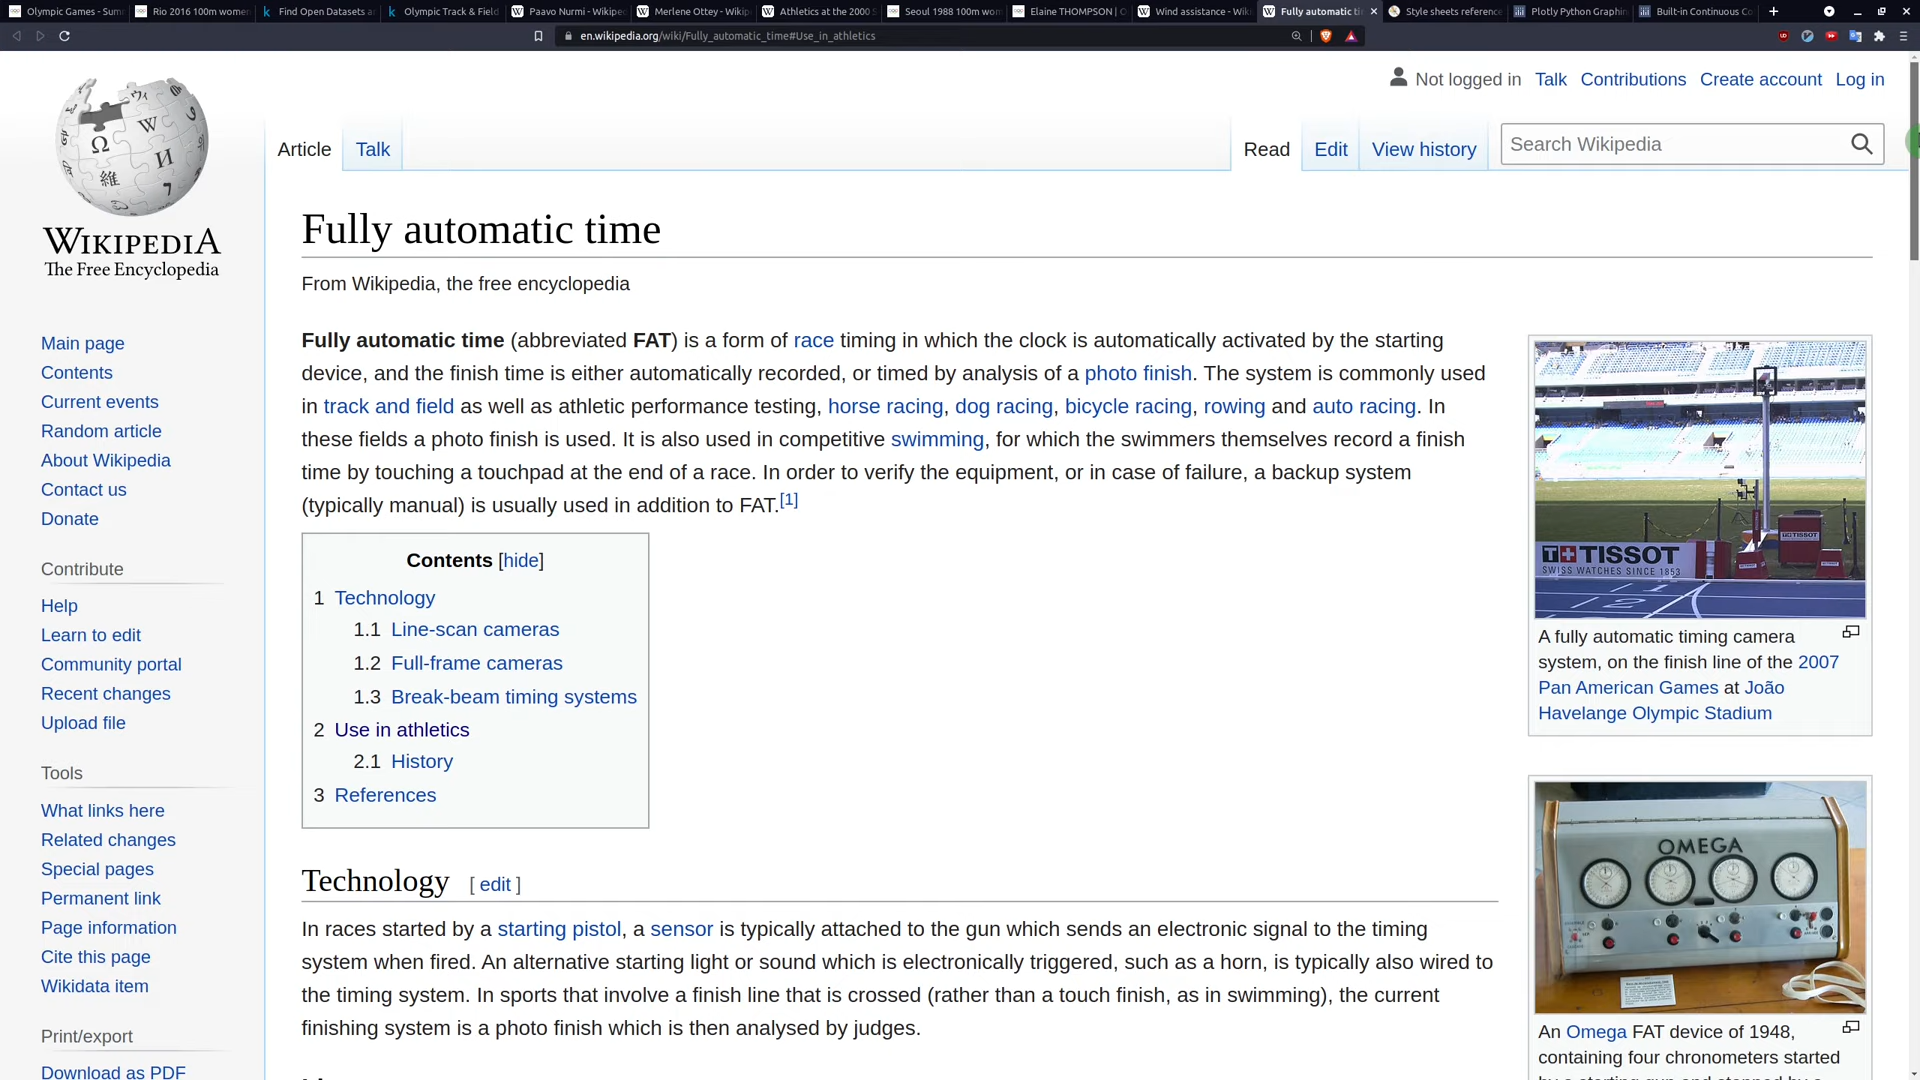 Olympic Games - Sum
Rio 2016 100m wome
Find Open Datasets a
Olympic Track & Field
Paavo Nurmi - Wikiped
Merlene Ottey - Wikip
Athletics at the 2000 S
Seoul 1988 100m wom
Elaine THOMPSON | O
Wind assistance - Wiki
Fully automatic ti
Style sheets reference
Plotly Python Graphin
Built-in Continuous Co
en.wikipedia.org/wiki/Fully_automatic_time#Use_in_athletics
Not logged in Talk Contributions Create account Log in
Article Talk Read Edit View history Search Wikipedia
WIKIPEDIA
The Free Encyclopedia
Main page
Contents
Current events
Random article
About Wikipedia
Contact us
Donate
Contribute
Help
Learn to edit
Community portal
Recent changes
Upload file
Tools
What links here
Related changes
Special pages
Permanent link
Page information
Cite this page
Wikidata item
Print/export
Download as PDF
Fully automatic time
From Wikipedia, the free encyclopedia
Fully automatic time (abbreviated FAT) is a form of race timing in which the clock is automatically activated by the starting
device, and the finish time is either automatically recorded, or timed by analysis of a photo finish. The system is commonly used
in track and field as well as athletic performance testing, horse racing, dog racing, bicycle racing, rowing and auto racing. In
these fields a photo finish is used. It is also used in competitive swimming, for which the swimmers themselves record a finish
time by touching a touchpad at the end of a race. In order to verify the equipment, or in case of failure, a backup system
(typically manual) is usually used in addition to FAT.[1]
Contents [hide]
1 Technology
1.1 Line-scan cameras
1.2 Full-frame cameras
1.3 Break-beam timing systems
2 Use in athletics
2.1 History
3 References
Technology [ edit ]
In races started by a starting pistol, a sensor is typically attached to the gun which sends an electronic signal to the timing
system when fired. An alternative starting light or sound which is electronically triggered, such as a horn, is typically also wired to
the timing system. In sports that involve a finish line that is crossed (rather than a touch finish, as in swimming), the current
finishing system is a photo finish which is then analysed by judges.
TISSOT
SWISS WATCHES SINCE 1853
TISSOT
1
2
A fully automatic timing camera
system, on the finish line of the 2007
Pan American Games at João
Havelange Olympic Stadium
OMEGA
An Omega FAT device of 1948,
containing four chronometers started